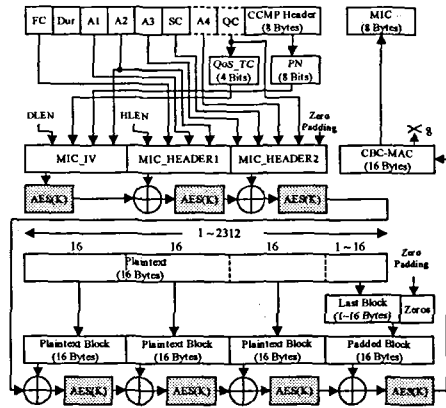 FC Dur A1 A2 A3 SC A4 QC CCMP Header
(8 Bytes)
MIC
(8 Bytes)
QoS_TC
(4 Bits)
PN
(8 Bits)
DLEN
HLEN
Zero
Padding
8
MIC_IV MIC_HEADER1 MIC_HEADER2
CBC-MAC
(16 Bytes)
AES(K) AES(K) AES(K)
1~2312
16 16 16 1~16
Plaintext
(16 Bytes)
Zero
Padding
Last Block
(1~16 Bytes)
Zeros
Plaintext Block Plaintext Block Plaintext Block Padded Block
(16 Bytes) (16 Bytes) (16 Bytes) (16 Bytes)
AES(K) AES(K) AES(K) AES(K)